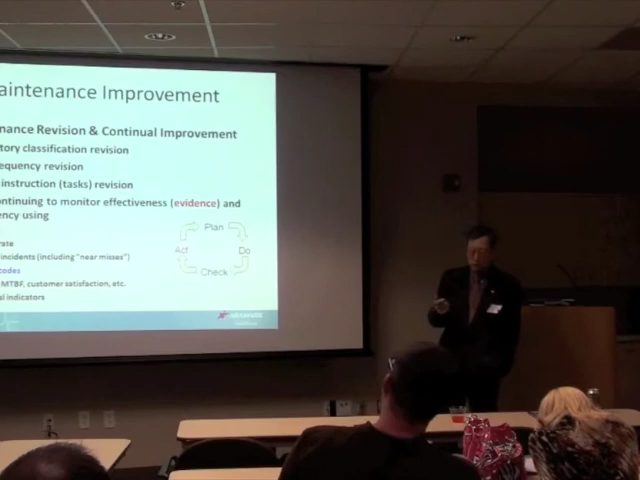 aintenance Improvement
nance Revision & Continual Improvement
tory classification revision
equency revision
instruction (tasks) revision
ntinuing to monitor effectiveness (evidence) and
ency using
Plan
Act
Do
Check
rate
incidents (including "near misses")
codes
MTBF, customer satisfaction, etc.
al indicators